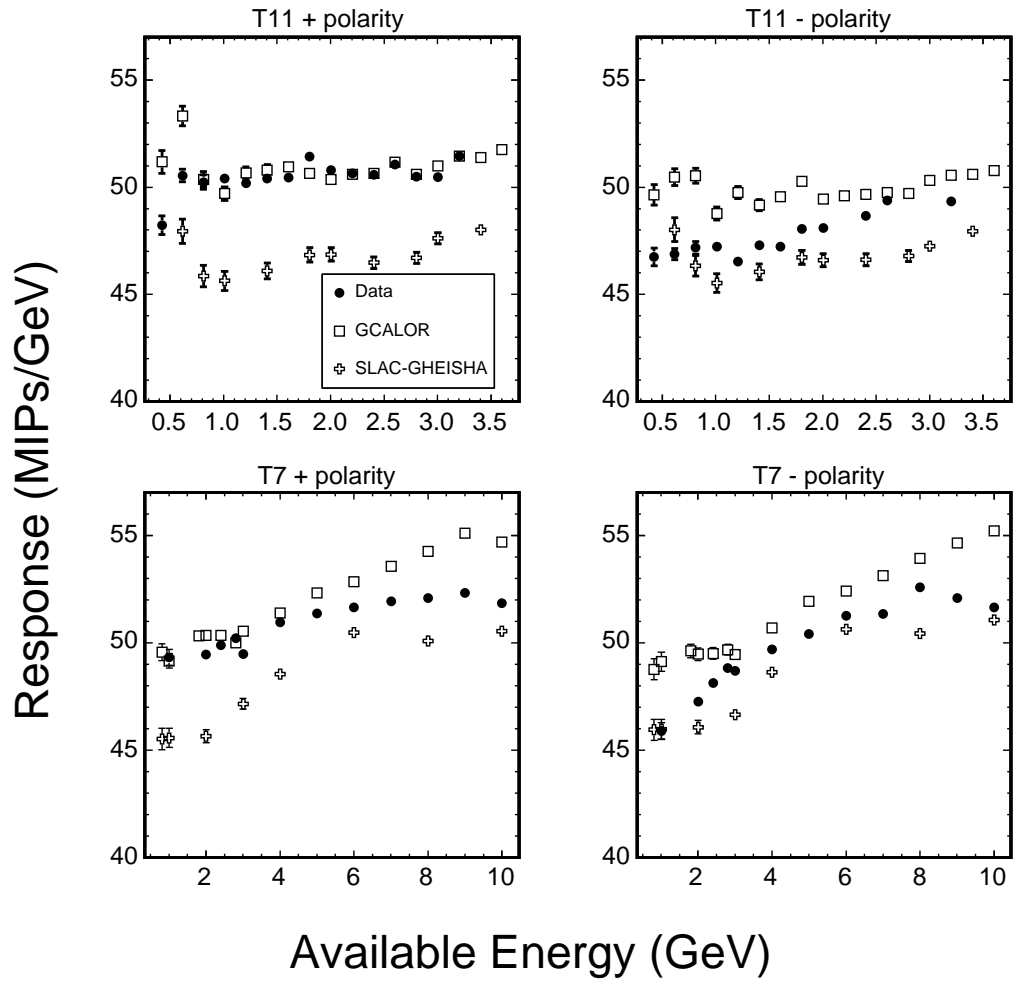 T11 + polarity
T11 - polarity
55
50
45
40
0.5 1.0 1.5 2.0 2.5 3.0 3.5
Data
GCALOR
SLAC-GHEISHA
55
50
45
40
0.5 1.0 1.5 2.0 2.5 3.0 3.5
Response (MIPs/GeV)
T7 + polarity
T7 - polarity
55
50
45
40
2 4 6 8 10
55
50
45
40
2 4 6 8 10
Available Energy (GeV)